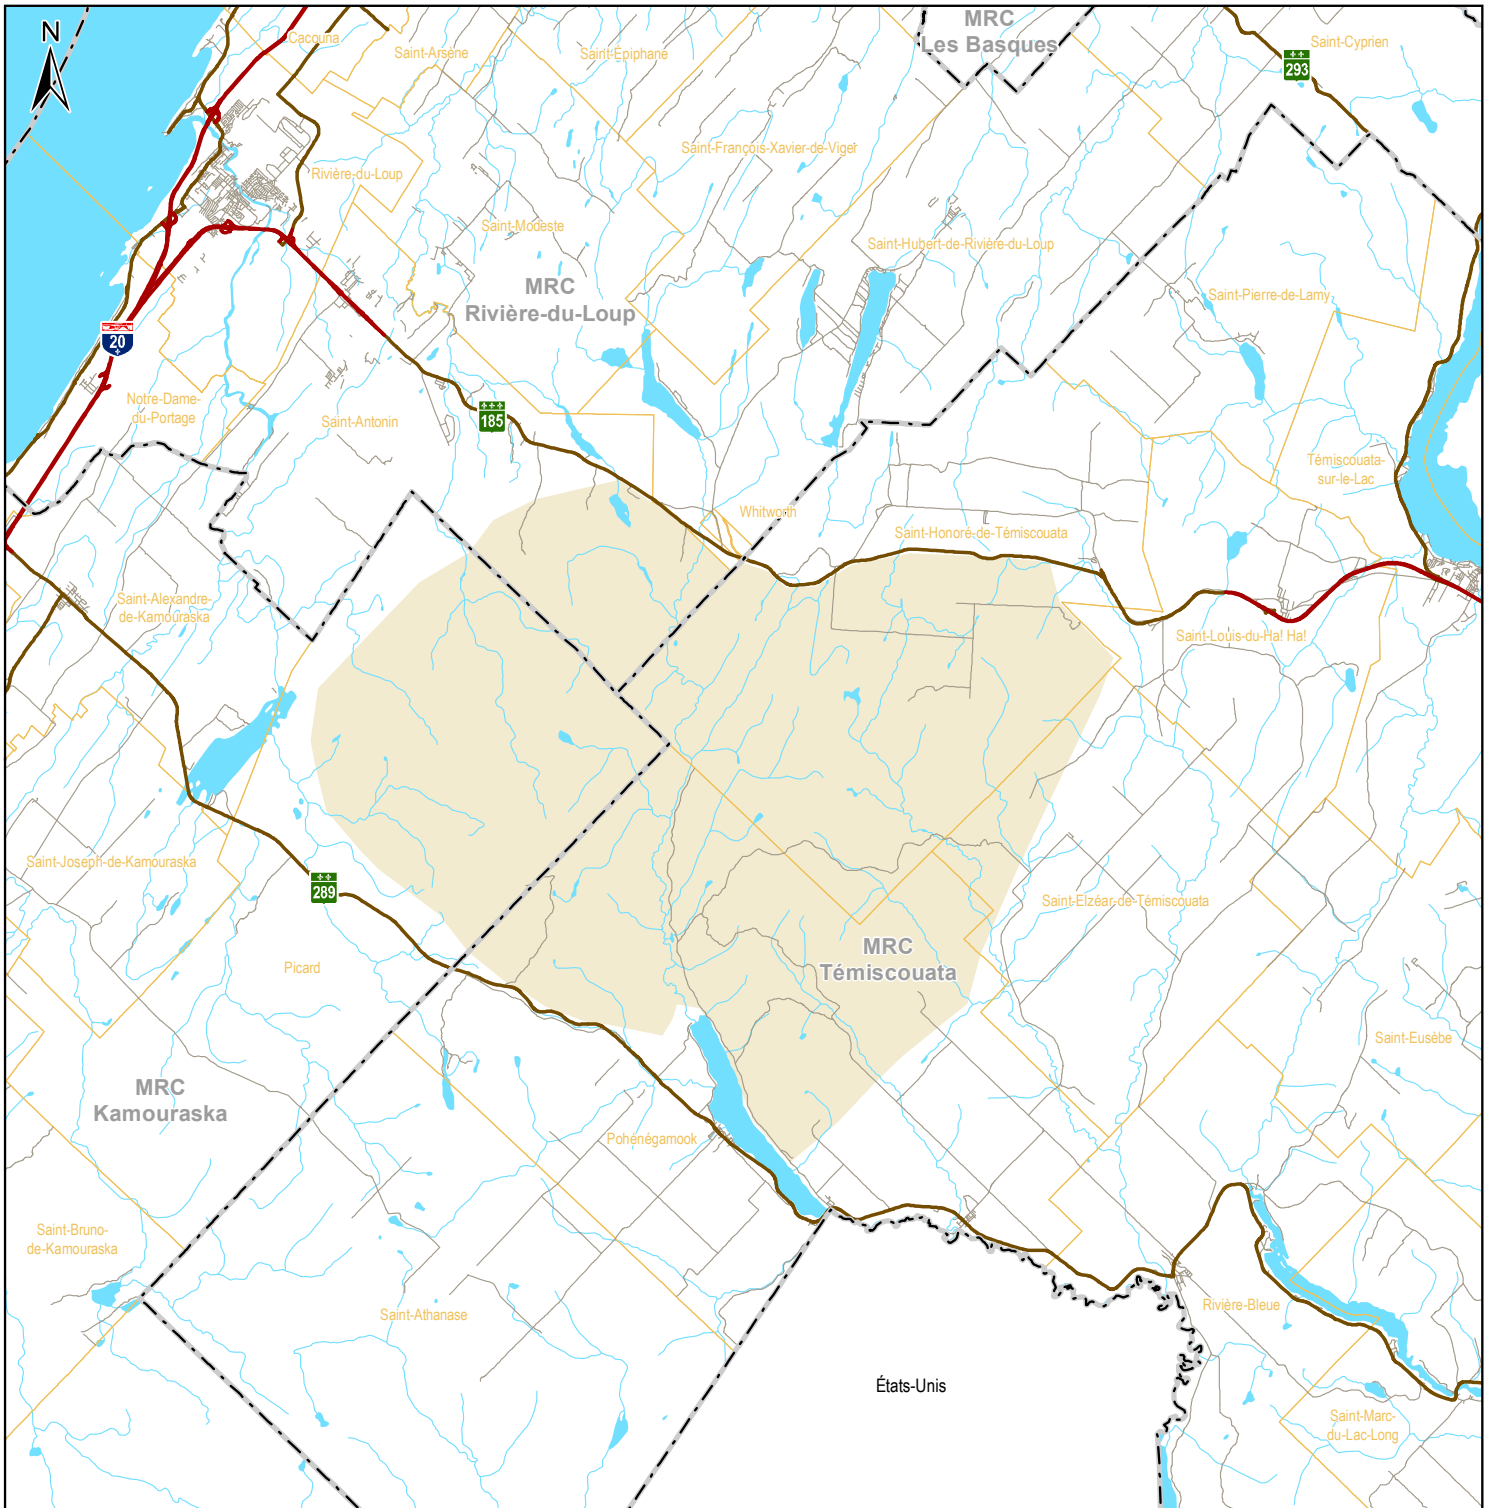 MRC
Les Basques
N
Cacouna
Saint-Arsène
Saint-Épiphane
Saint-Cyprien
293
Saint-François-Xavier-de-Viger
Rivière-du-Loup
Saint-Modeste
Saint-Hubert-de-Rivière-du-Loup
MRC
Rivière-du-Loup
Saint-Pierre-de-Lamy
20
Notre-Dame-
du-Portage
Saint-Antonin
185
Témiscouata-
sur-le-Lac
Whitworth
Saint-Honoré-de-Témiscouata
Saint-Alexandre-
de-Kamouraska
Saint-Louis-du-Ha! Ha!
Saint-Joseph-de-Kamouraska
289
Saint-Elzéar-de-Témiscouata
MRC
Témiscouata
Picard
Saint-Eusèbe
MRC
Kamouraska
Pohénégamook
Saint-Bruno-
de-Kamouraska
Saint-Athanase
Rivière-Bleue
États-Unis
Saint-Marc-
du-Lac-Long